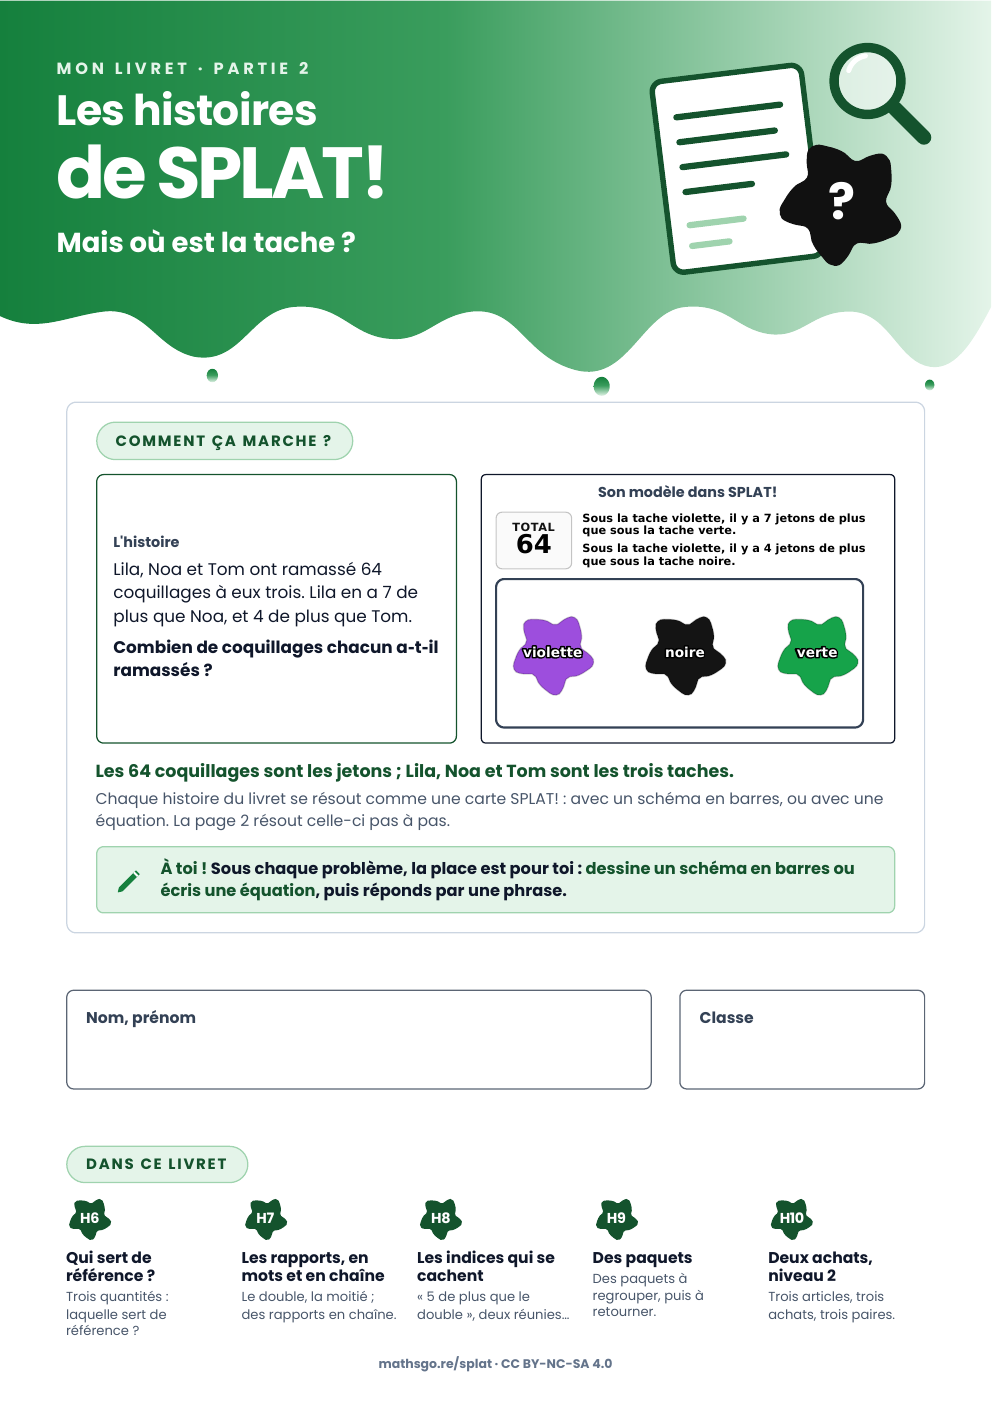 MON LIVRET · PARTIE 2
Les histoires
de SPLAT!
Mais où est la tache ?
?
COMMENT ÇA MARCHE ?
L'histoire
Lila, Noa et Tom ont ramassé 64
coquillages à eux trois. Lila en a 7 de
plus que Noa, et 4 de plus que Tom.
Combien de coquillages chacun a-t-il
ramassés ?
Son modèle dans SPLAT!
TOTAL
64
Sous la tache violette, il y a 7 jetons de plus
que sous la tache verte.
Sous la tache violette, il y a 4 jetons de plus
que sous la tache noire.
violette
noire
verte
Les 64 coquillages sont les jetons ; Lila, Noa et Tom sont les trois taches.
Chaque histoire du livret se résout comme une carte SPLAT! : avec un schéma en barres, ou avec une
équation. La page 2 résout celle-ci pas à pas.
À toi ! Sous chaque problème, la place est pour toi : dessine un schéma en barres ou
écris une équation, puis réponds par une phrase.
Nom, prénom
Classe
DANS CE LIVRET
H6
Qui sert de
référence ?
Trois quantités :
laquelle sert de
référence ?
H7
Les rapports, en
mots et en chaîne
Le double, la moitié ;
des rapports en chaîne.
H8
Les indices qui se
cachent
« 5 de plus que le
double », deux réunies…
H9
Des paquets
Des paquets à
regrouper, puis à
retourner.
H10
Deux achats,
niveau 2
Trois articles, trois
achats, trois paires.
mathsgo.re/splat · CC BY-NC-SA 4.0